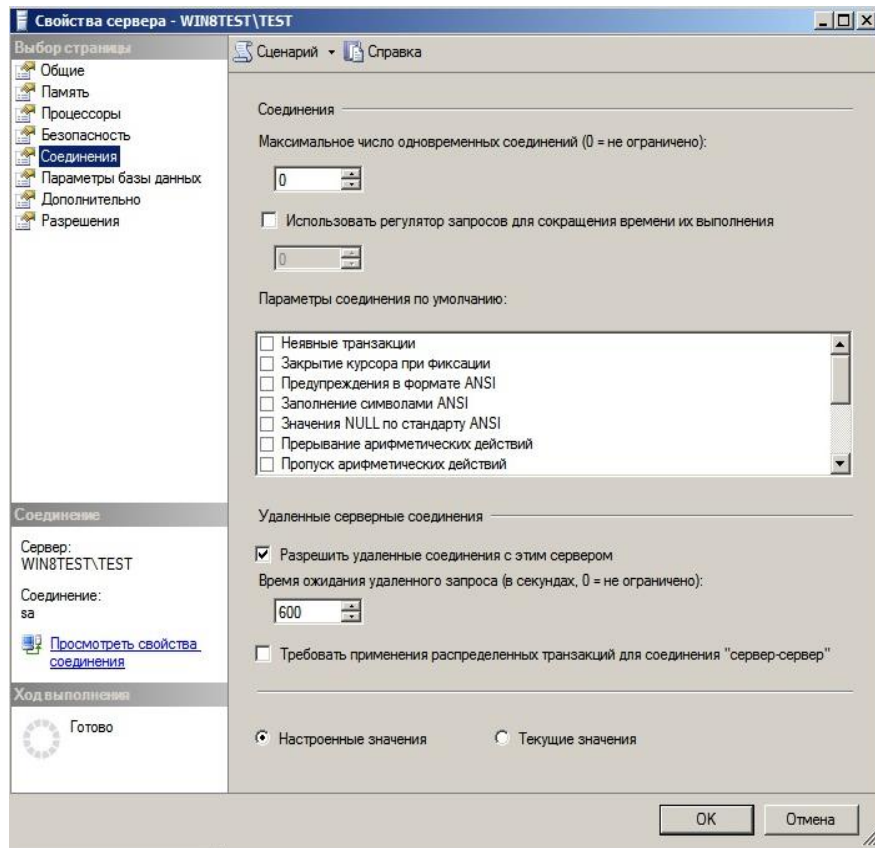 Свойства сервера - WIN8TEST\TEST
Выбор страницы
Общие
Память
Процессоры
Безопасность
Соединения
Параметры базы данных
Дополнительно
Разрешения
Соединение
Сервер:
WIN8TEST\TEST
Соединение:
sa
Просмотреть свойства
соединения
Ход выполнения
Готово
Сценарий
Справка
Соединения
Максимальное число одновременных соединений (0 = не ограничено):
0
Использовать регулятор запросов для сокращения времени их выполнения
0
Параметры соединения по умолчанию:
Неявные транзакции
Закрытие курсора при фиксации
Предупреждения в формате ANSI
Заполнение символами ANSI
Значения NULL по стандарту ANSI
Прерывание арифметических действий
Пропуск арифметических действий
Удаленные серверные соединения
Разрешить удаленные соединения с этим сервером
Время ожидания удаленного запроса (в секундах, 0 = не ограничено):
600
Требовать применения распределенных транзакций для соединения "сервер-сервер"
Настроенные значения
Текущие значения
OK
Отмена